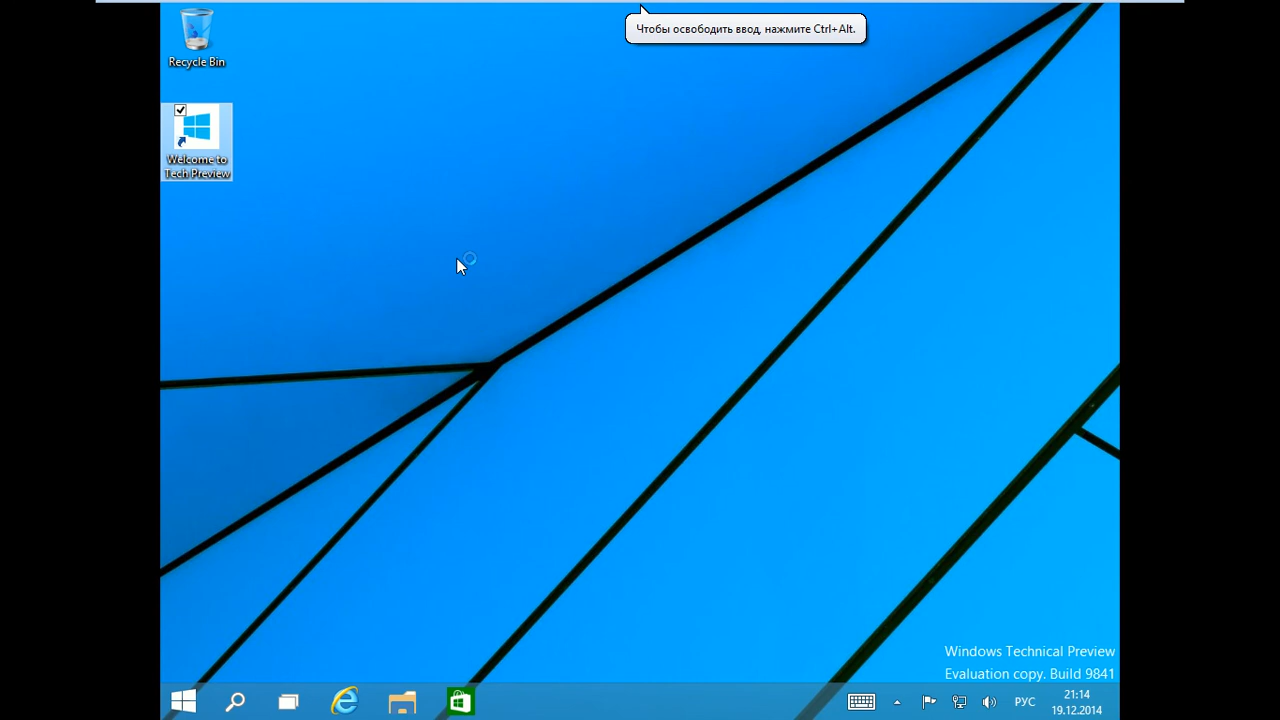 Чтобы освободить ввод, нажмите Ctrl+Alt.
Recycle Bin
Welcome to
Tech Preview
Windows Technical Preview
Evaluation copy. Build 9841
РУС
21:14
19.12.2014